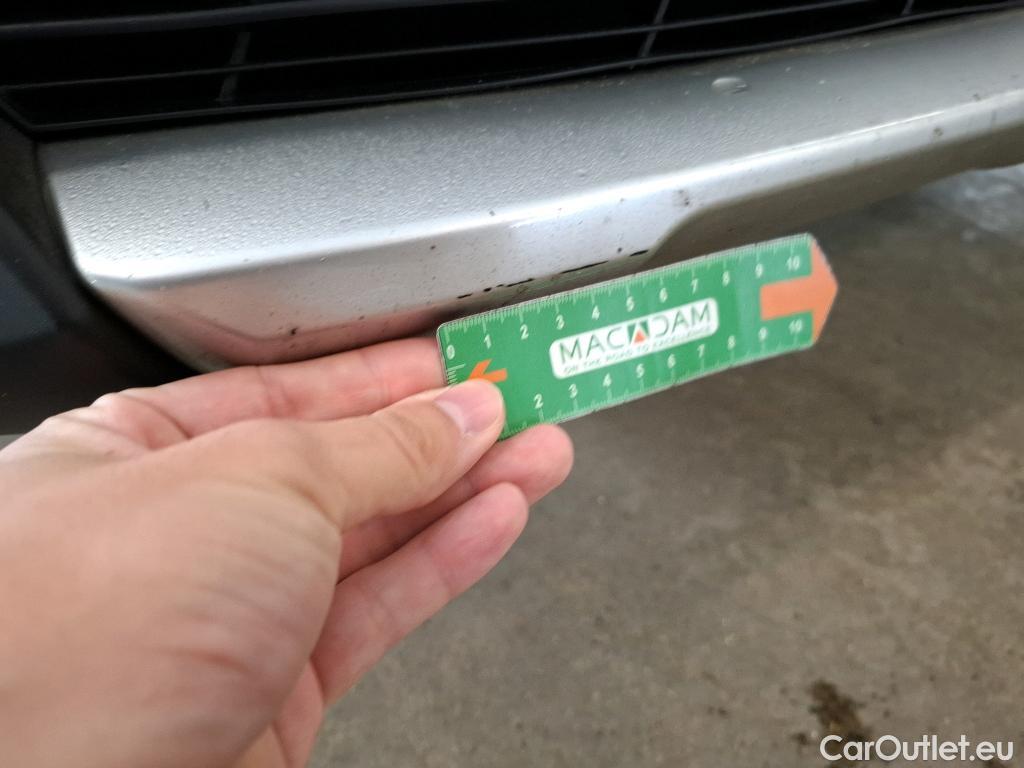 0 1 2 3 4 5 6 7 8 9 10
MACADAM
ON THE ROAD TO EXCELLENCE
2 3 4 5 6 7 8 9 10
CarOutlet.eu